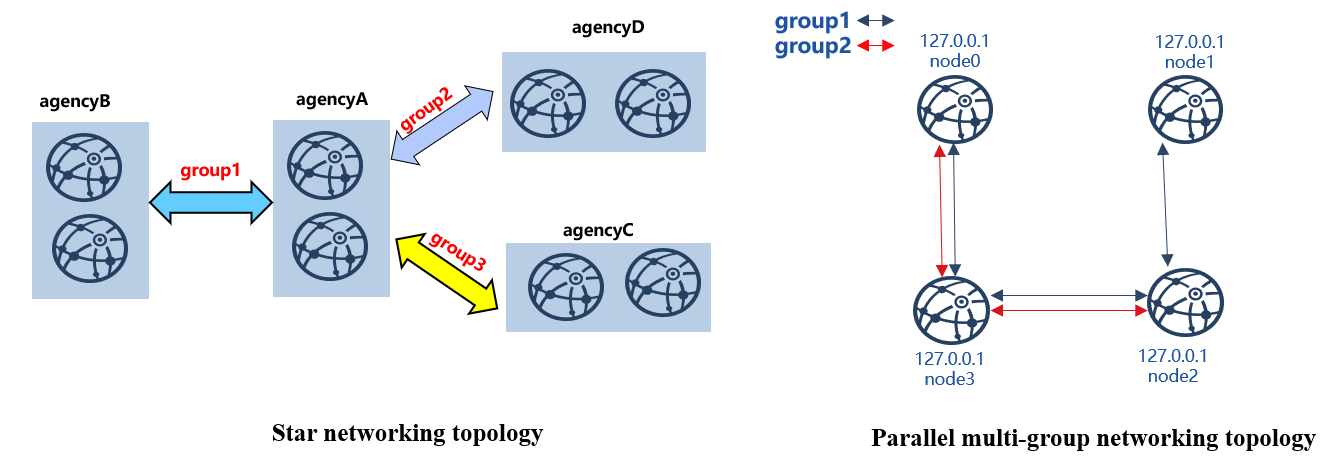 agencyD
agencyB
agencyA
group2
group1
agencyC
group3
Star networking topology
group1
group2
127.0.0.1
node0
127.0.0.1
node1
127.0.0.1
node3
127.0.0.1
node2
Parallel multi-group networking topology